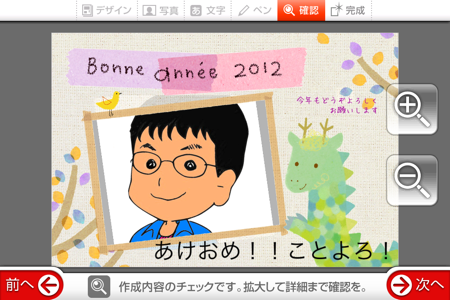 デザイン 写真 文字 ペン 確認 完成
Bonne année 2012
今年もどうぞよろしく
お願いします
あけおめ！！ことよろ！
前へ 作成内容のチェックです。拡大して詳細まで確認を。 次へ